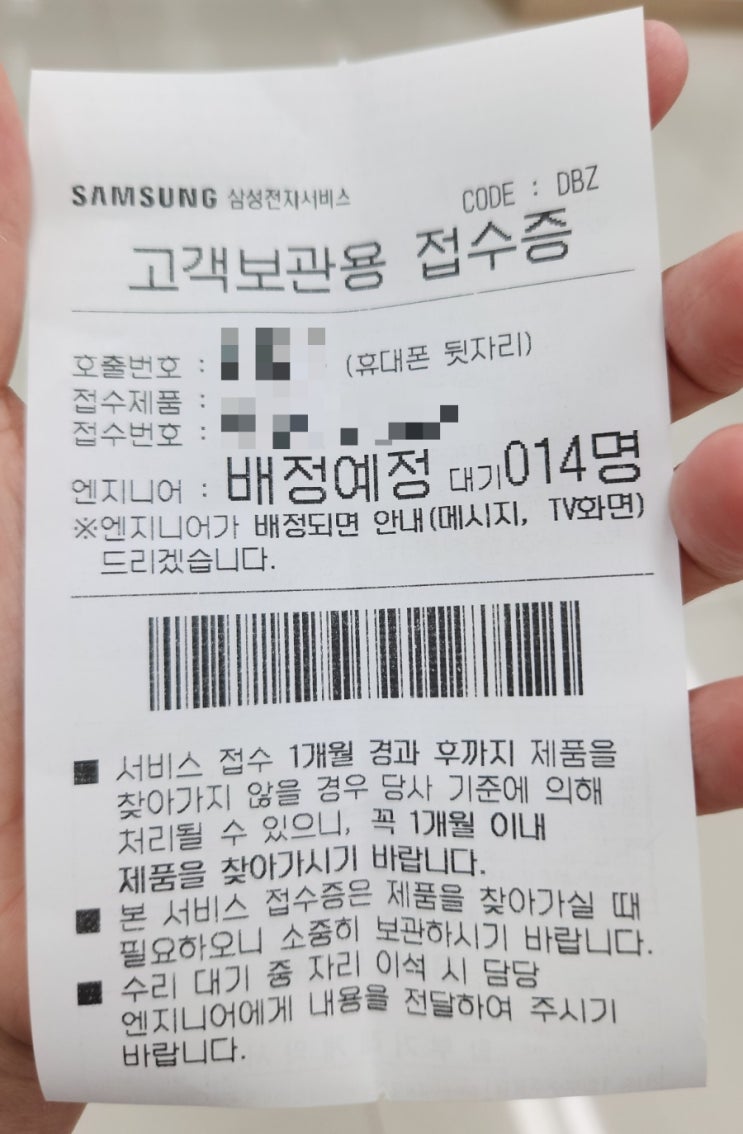 SAMSUNG 삼성전자서비스 CODE : DBZ
고객보관용 접수증
호출번호 : (휴대폰 뒷자리)
접수제품 :
접수번호 :
엔지니어 : 배정예정 대기014명
※엔지니어가 배정되면 안내(메시지, TV화면)
드리겠습니다.
■ 서비스 접수 1개월 경과 후까지 제품을
찾아가지 않을 경우 당사 기준에 의해
처리될 수 있으니, 꼭 1개월 이내
제품을 찾아가시기 바랍니다.
■ 본 서비스 접수증은 제품을 찾아가실 때
필요하오니 소중히 보관하시기 바랍니다.
■ 수리 대기 중 자리 이석 시 담당
엔지니어에게 내용을 전달하여 주시기
바랍니다.